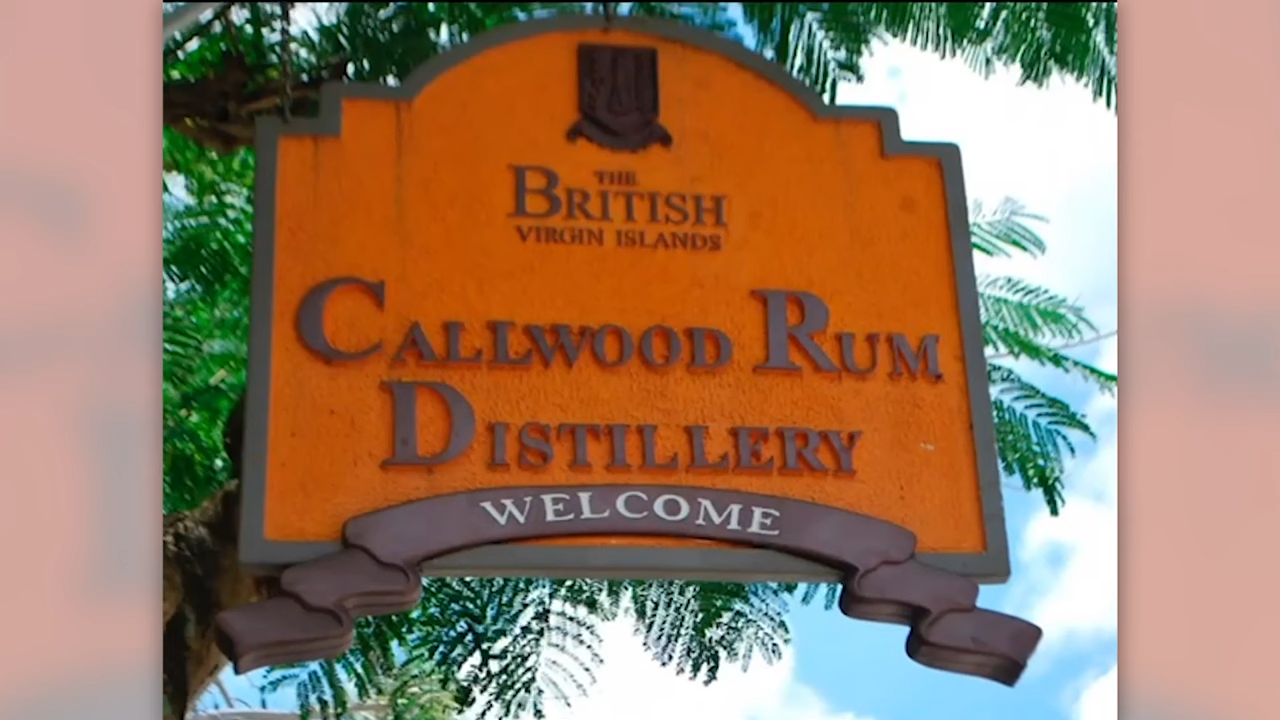 THE
BRITISH
VIRGIN ISLANDS
CALLWOOD RUM
DISTILLERY
WELCOME